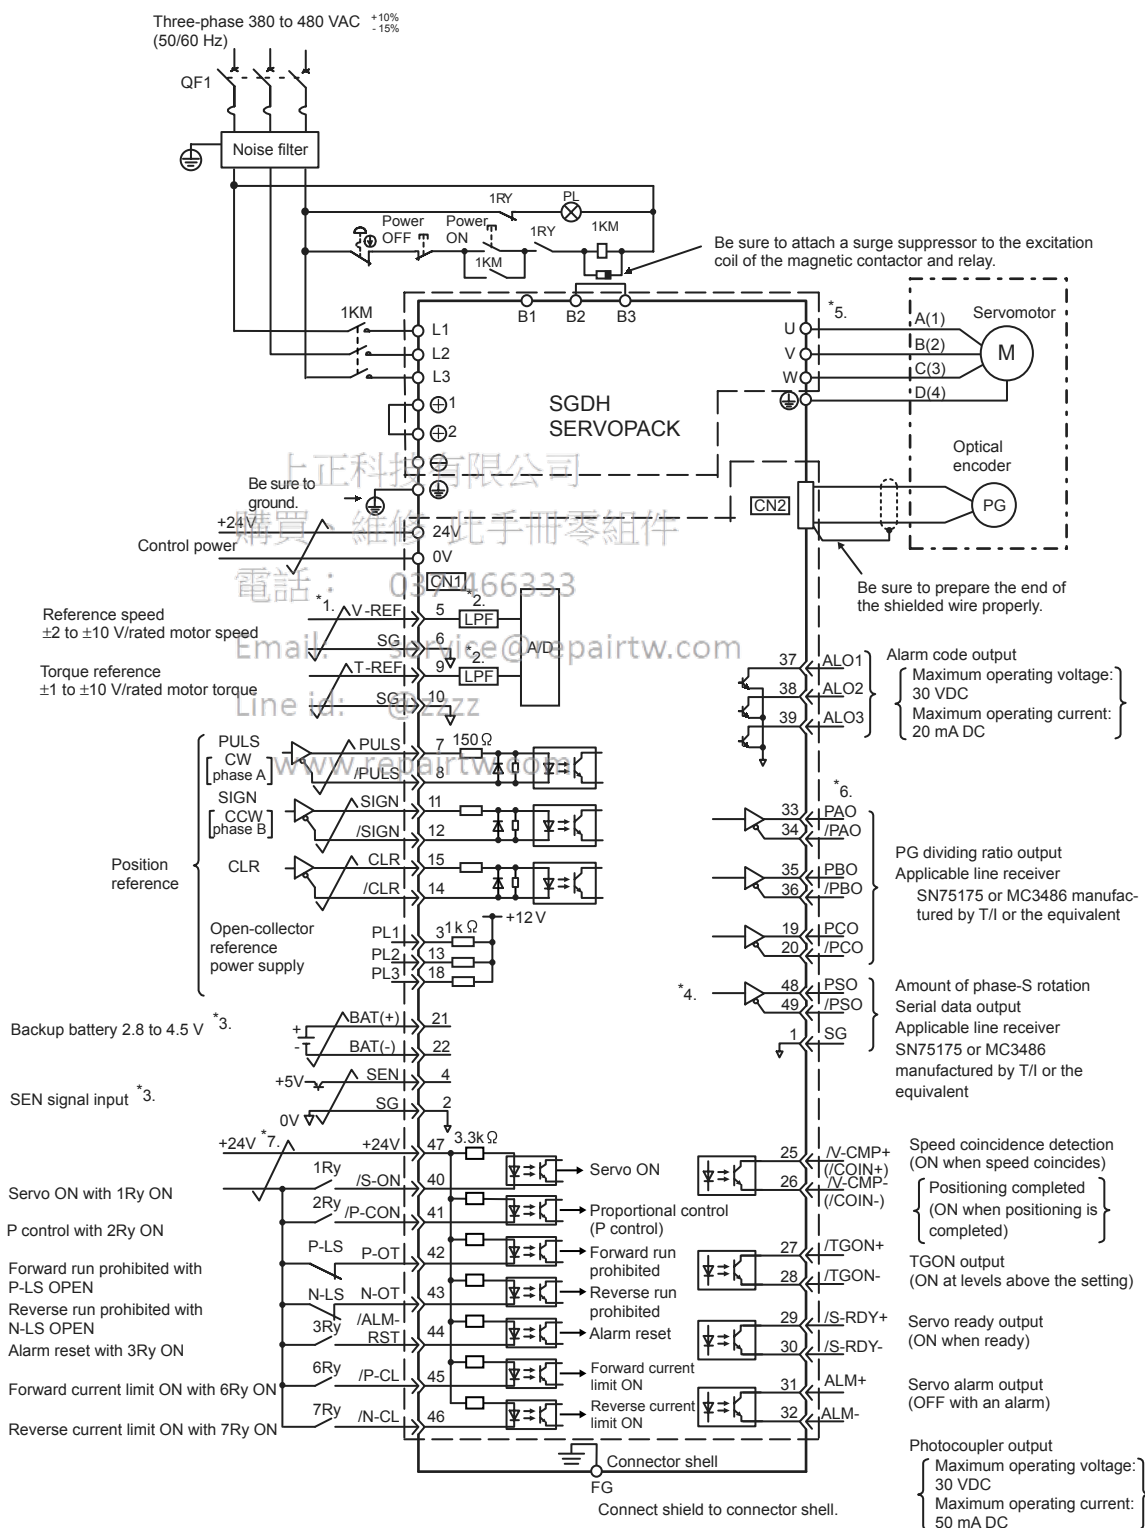 Three-phase 380 to 480 VAC +10% - 15%
(50/60 Hz)
QF1
Noise filter
1RY
PL
Power OFF
Power ON
1RY
1KM
1KM
Be sure to attach a surge suppressor to the excitation
coil of the magnetic contactor and relay.
B1 B2 B3
1KM
L1
L2
L3
1
2
SGDH
SERVOPACK
*5.
U
V
W
A(1)
B(2)
C(3)
D(4)
Servomotor
M
Optical
encoder
PG
CN2
Be sure to prepare the end of
the shielded wire properly.
上正科技有限公司
Be sure to
ground.
購買、維修 此手冊零組件
+24V
24V
Control power
0V
CN1
電話： 037-466333
Reference speed
±2 to ±10 V/rated motor speed
*1.
V-REF 5 *2. LPF
SG 6
A/D
Email: service@repairtw.com
Torque reference
±1 to ±10 V/rated motor torque
T-REF 9 *2. LPF
SG 10
Line id: @zzzz
PULS
CW
phase A
PULS 7 150Ω
/PULS 8
www.repairtw.com
SIGN
CCW
phase B
SIGN 11
/SIGN 12
Position
reference
CLR
CLR 15
/CLR 14
+12V
Open-collector
reference
power supply
PL1 3 1kΩ
PL2 13
PL3 18
Backup battery 2.8 to 4.5 V *3.
+
-
BAT(+) 21
BAT(-) 22
SEN signal input *3.
+5V
SEN 4
0V
SG 2
+24V *7.
+24V 47 3.3kΩ
Servo ON with 1Ry ON
1Ry /S-ON 40
Servo ON
P control with 2Ry ON
2Ry /P-CON 41
Proportional control
(P control)
Forward run prohibited with
P-LS OPEN
P-LS P-OT 42
Forward run
prohibited
Reverse run prohibited with
N-LS OPEN
N-LS N-OT 43
Reverse run
prohibited
Alarm reset with 3Ry ON
3Ry /ALM-RST 44
Alarm reset
Forward current limit ON with 6Ry ON
6Ry /P-CL 45
Forward current
limit ON
Reverse current limit ON with 7Ry ON
7Ry /N-CL 46
Reverse current
limit ON
37 ALO1
38 ALO2
39 ALO3
Alarm code output
Maximum operating voltage:
30 VDC
Maximum operating current:
20 mA DC
*6.
33 PAO
34 /PAO
35 PBO
36 /PBO
19 PCO
20 /PCO
PG dividing ratio output
Applicable line receiver
SN75175 or MC3486 manufac-
tured by T/I or the equivalent
*4.
48 PSO
49 /PSO
1 SG
Amount of phase-S rotation
Serial data output
Applicable line receiver
SN75175 or MC3486
manufactured by T/I or the
equivalent
25 /V-CMP+
(/COIN+)
26 /V-CMP-
(/COIN-)
Speed coincidence detection
(ON when speed coincides)
Positioning completed
(ON when positioning is
completed)
27 /TGON+
28 /TGON-
TGON output
(ON at levels above the setting)
29 /S-RDY+
30 /S-RDY-
Servo ready output
(ON when ready)
31 ALM+
32 ALM-
Servo alarm output
(OFF with an alarm)
Photocoupler output
Maximum operating voltage:
30 VDC
Maximum operating current:
50 mA DC
Connector shell
FG
Connect shield to connector shell.